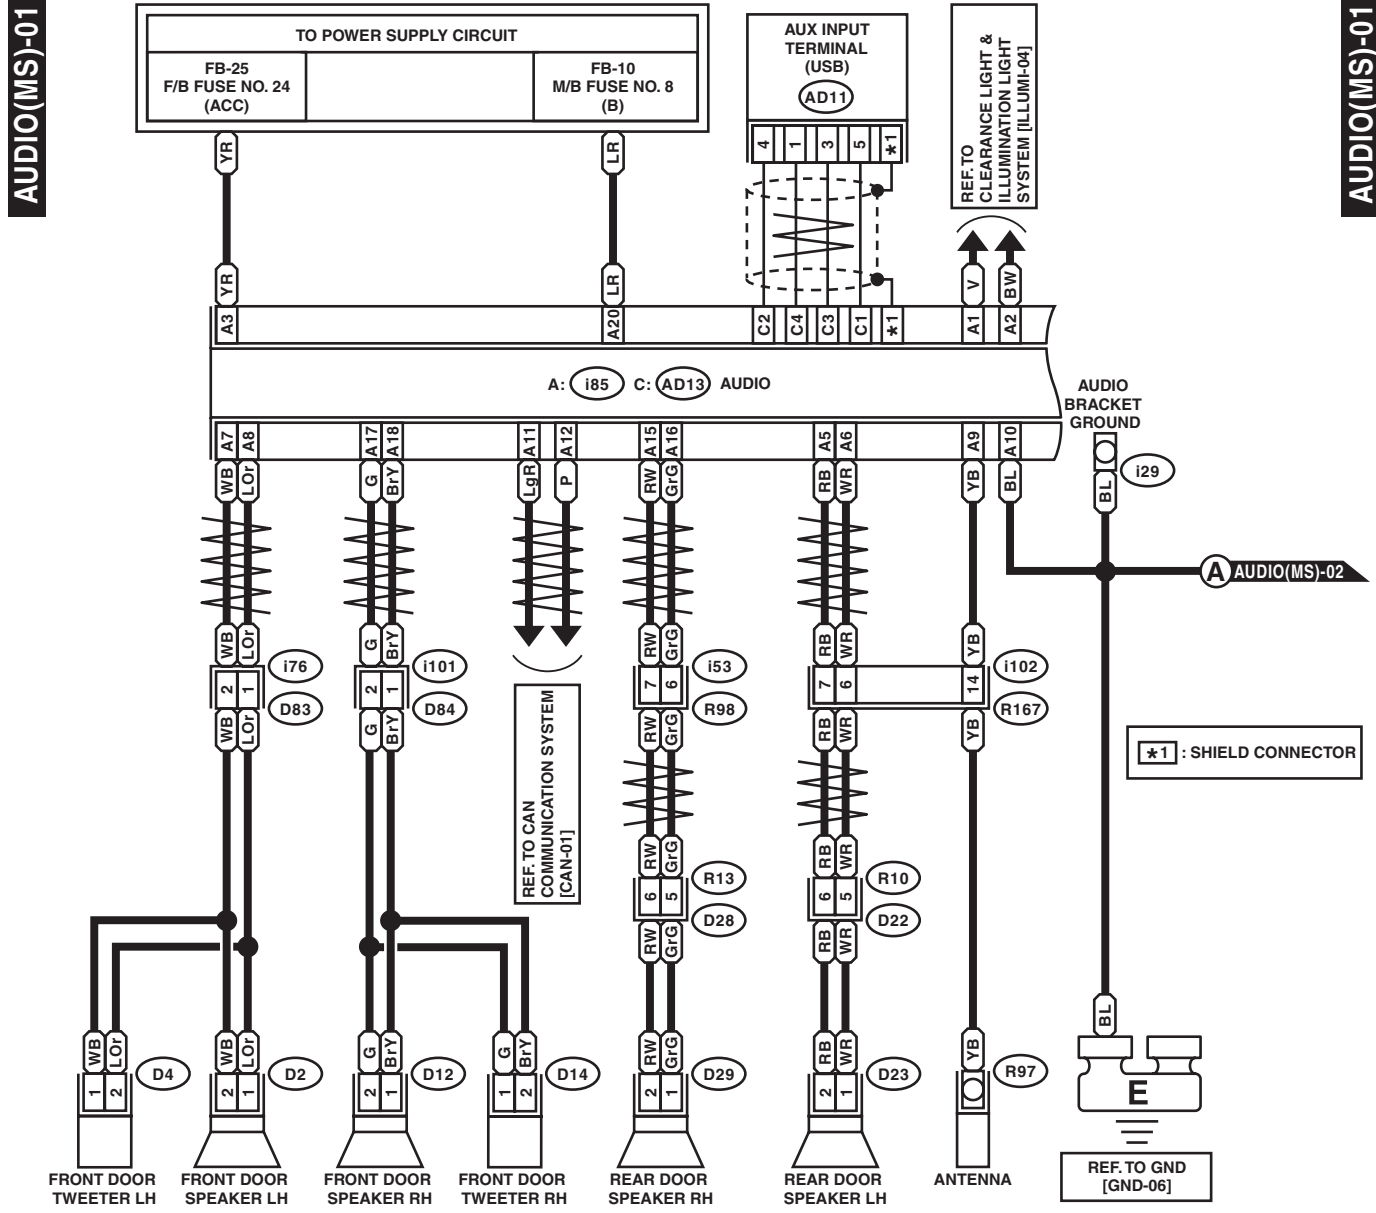 AUDIO(MS)-01
AUDIO(MS)-01
TO POWER SUPPLY CIRCUIT
FB-25
F/B FUSE NO. 24
(ACC)
FB-10
M/B FUSE NO. 8
(B)
AUX INPUT
TERMINAL
(USB)
AD11
4 1 3 5 *1
REF. TO
CLEARANCE LIGHT &
ILLUMINATION LIGHT
SYSTEM [ILLUMI-04]
YR LR
YR LR V BW
A3 A20 C2 C4 C3 C1 *1 A1 A2
A: i85 C: AD13 AUDIO
AUDIO
BRACKET
GROUND
i29
BL
A7 A8 A17 A18 A11 A12 A15 A16 A5 A6 A9 A10
WB LOr G BrY LgR P RW GrG RB WR YB BL
A AUDIO(MS)-02
WB LOr G BrY RW GrG RB WR YB
i76 i101 i53 i102
2 1 2 1 7 6 7 6 14
D83 D84 R98 R167
WB LOr G BrY RW GrG RB WR YB
REF. TO CAN
COMMUNICATION SYSTEM
[CAN-01]
*1 : SHIELD CONNECTOR
RW GrG RB WR
R13 R10
6 5 6 5
D28 D22
RW GrG RB WR
BL
WB LOr WB LOr G BrY G BrY RW GrG RB WR YB
D4 D2 D12 D14 D29 D23 R97
1 2 2 1 2 1 1 2 2 1 2 1
E
FRONT DOOR
TWEETER LH
FRONT DOOR
SPEAKER LH
FRONT DOOR
SPEAKER RH
FRONT DOOR
TWEETER RH
REAR DOOR
SPEAKER RH
REAR DOOR
SPEAKER LH
ANTENNA
REF. TO GND
[GND-06]